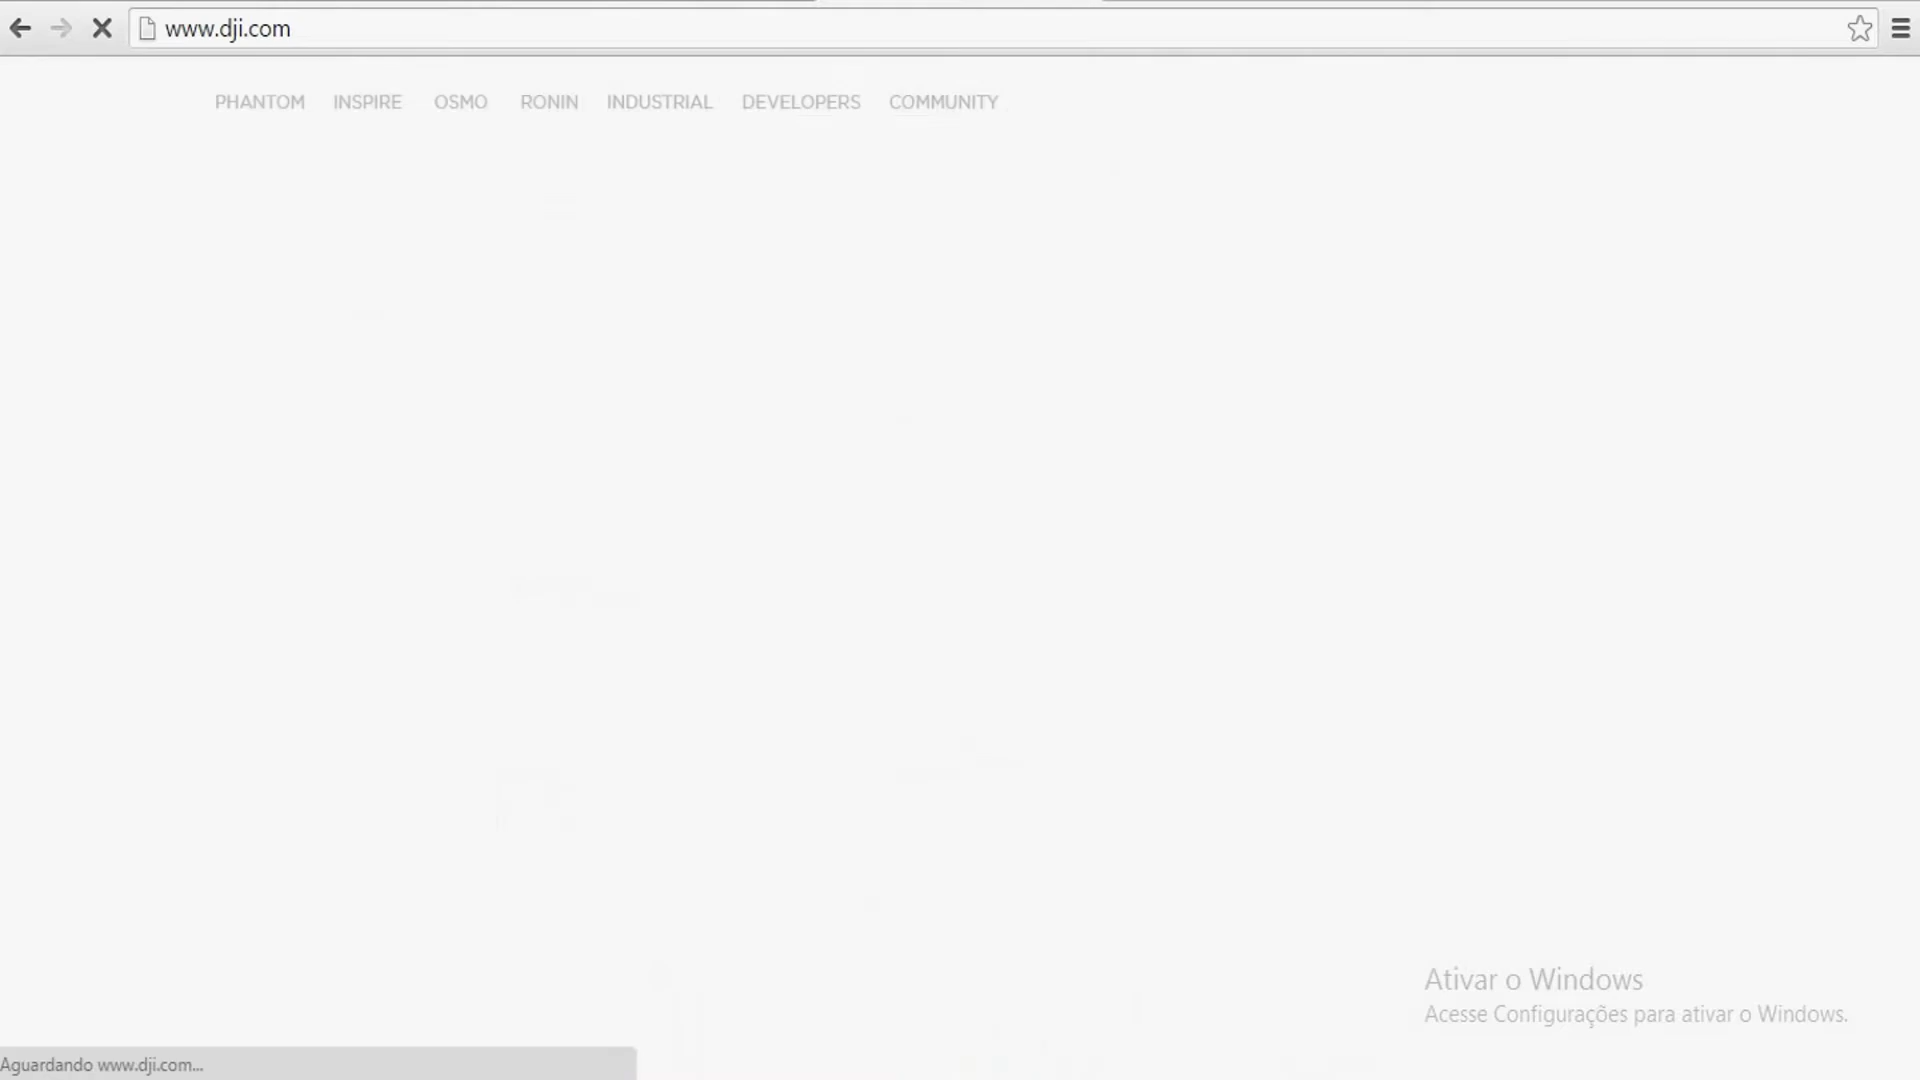 www.dji.com
PHANTOM INSPIRE OSMO RONIN INDUSTRIAL DEVELOPERS COMMUNITY
Ativar o Windows
Acesse Configurações para ativar o Windows.
Aguardando www.dji.com...